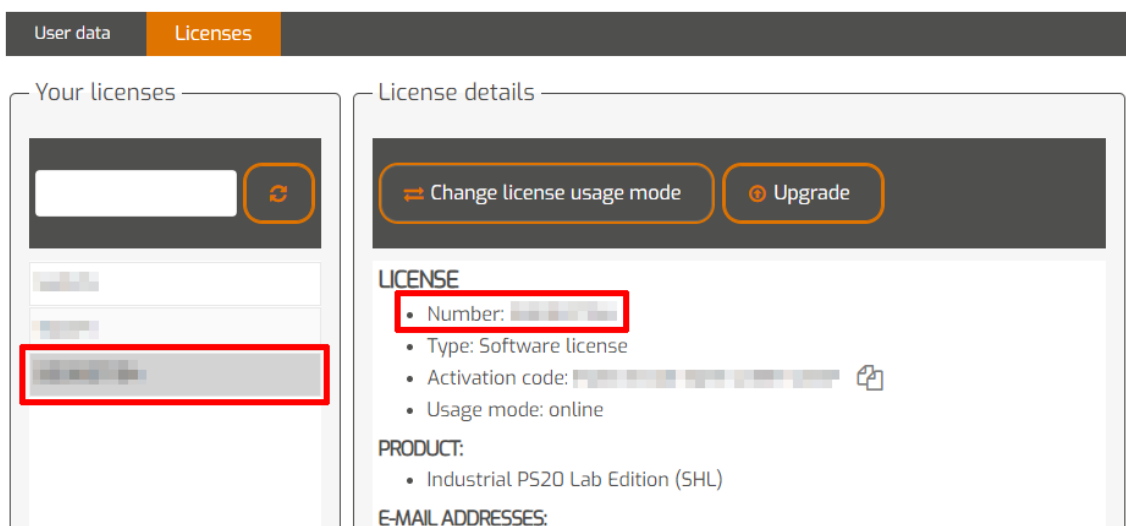 User data
Licenses
Your licenses
License details
Change license usage mode
Upgrade
LICENSE
Number:
Type: Software license
Activation code:
Usage mode: online
PRODUCT:
Industrial PS20 Lab Edition (SHL)
E-MAIL ADDRESSES: